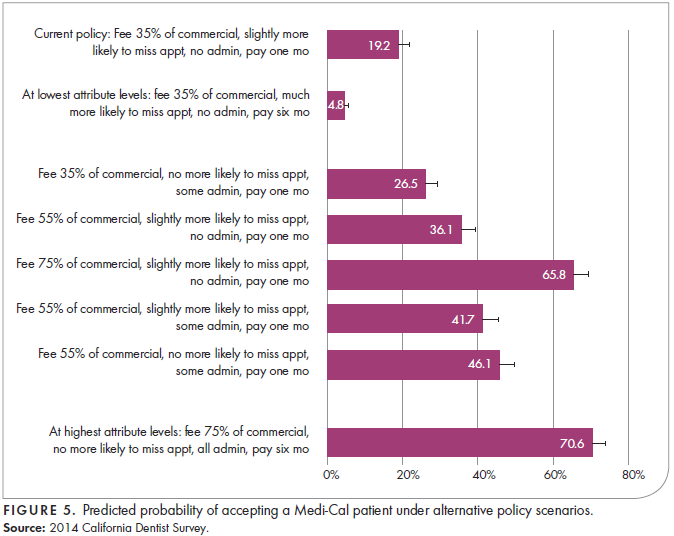 Current policy: Fee 35% of commercial, slightly more
likely to miss appt, no admin, pay one mo
19.2
At lowest attribute levels: fee 35% of commercial, much
more likely to miss appt, no admin, pay six mo
4.8
Fee 35% of commercial, no more likely to miss appt,
some admin, pay one mo
26.5
Fee 55% of commercial, slightly more likely to miss appt,
no admin, pay one mo
36.1
Fee 75% of commercial, slightly more likely to miss appt,
no admin, pay one mo
65.8
Fee 55% of commercial, slightly more likely to miss appt,
some admin, pay one mo
41.7
Fee 55% of commercial, no more likely to miss appt,
some admin, pay one mo
46.1
At highest attribute levels: fee 75% of commercial,
no more likely to miss appt, all admin, pay six mo
70.6
0% 20% 40% 60% 80%
FIGURE 5. Predicted probability of accepting a Medi-Cal patient under alternative policy scenarios.
Source: 2014 California Dentist Survey.